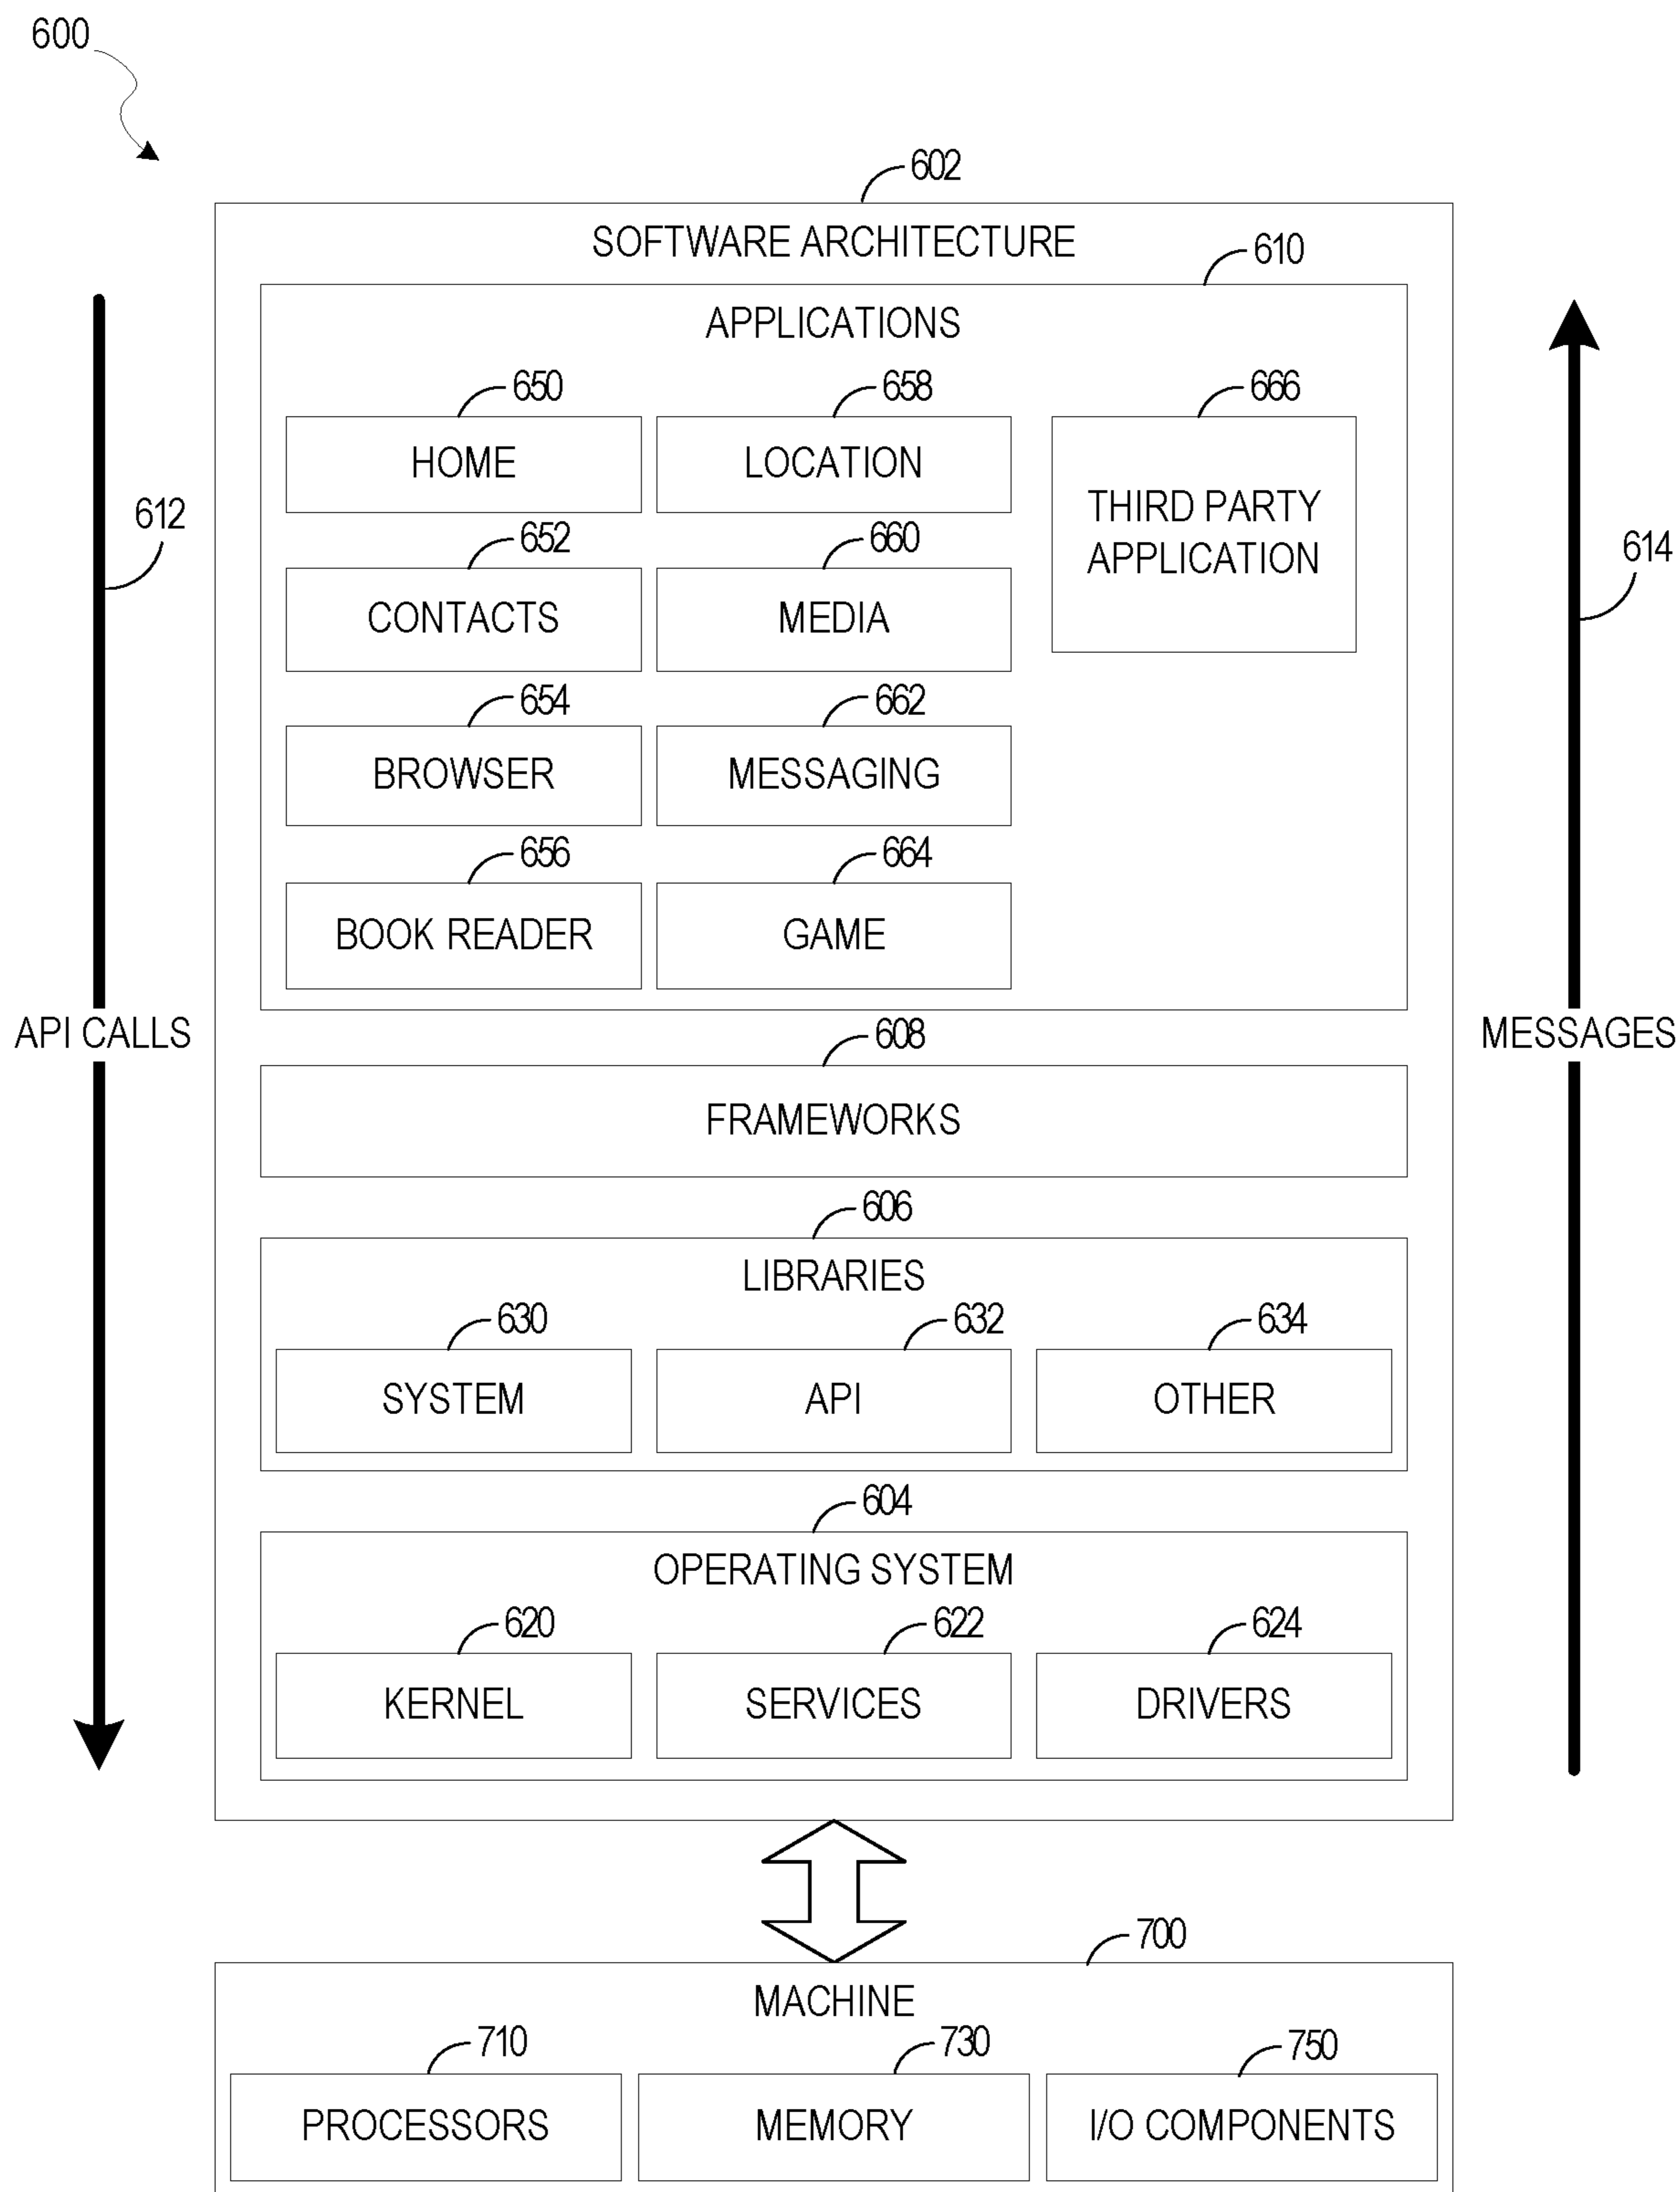 600
602
SOFTWARE ARCHITECTURE
610
APPLICATIONS
650
658
666
HOME
LOCATION
THIRD PARTY
APPLICATION
612
614
652
660
CONTACTS
MEDIA
654
662
BROWSER
MESSAGING
656
664
BOOK READER
GAME
API CALLS
MESSAGES
608
FRAMEWORKS
606
LIBRARIES
630
632
634
SYSTEM
API
OTHER
604
OPERATING SYSTEM
620
622
624
KERNEL
SERVICES
DRIVERS
700
MACHINE
710
730
750
PROCESSORS
MEMORY
I/O COMPONENTS